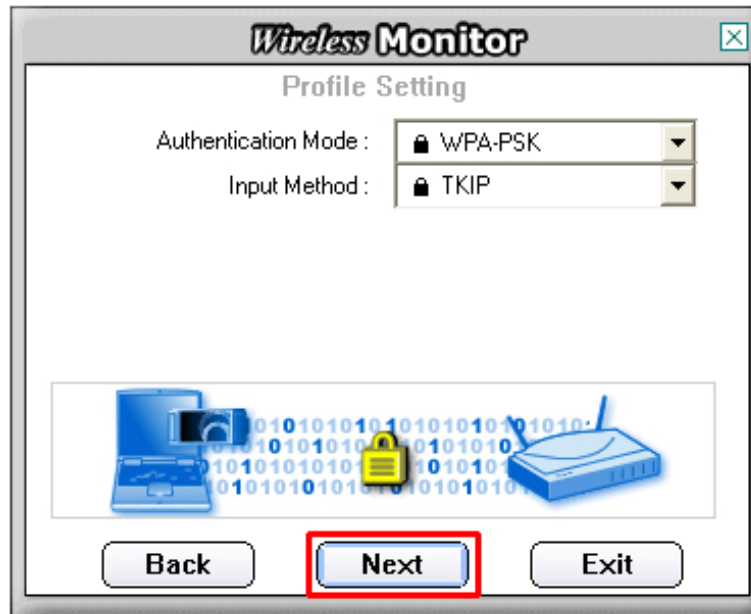 Wireless Monitor
Profile Setting
Authentication Mode : WPA-PSK
Input Method : TKIP
Back Next Exit